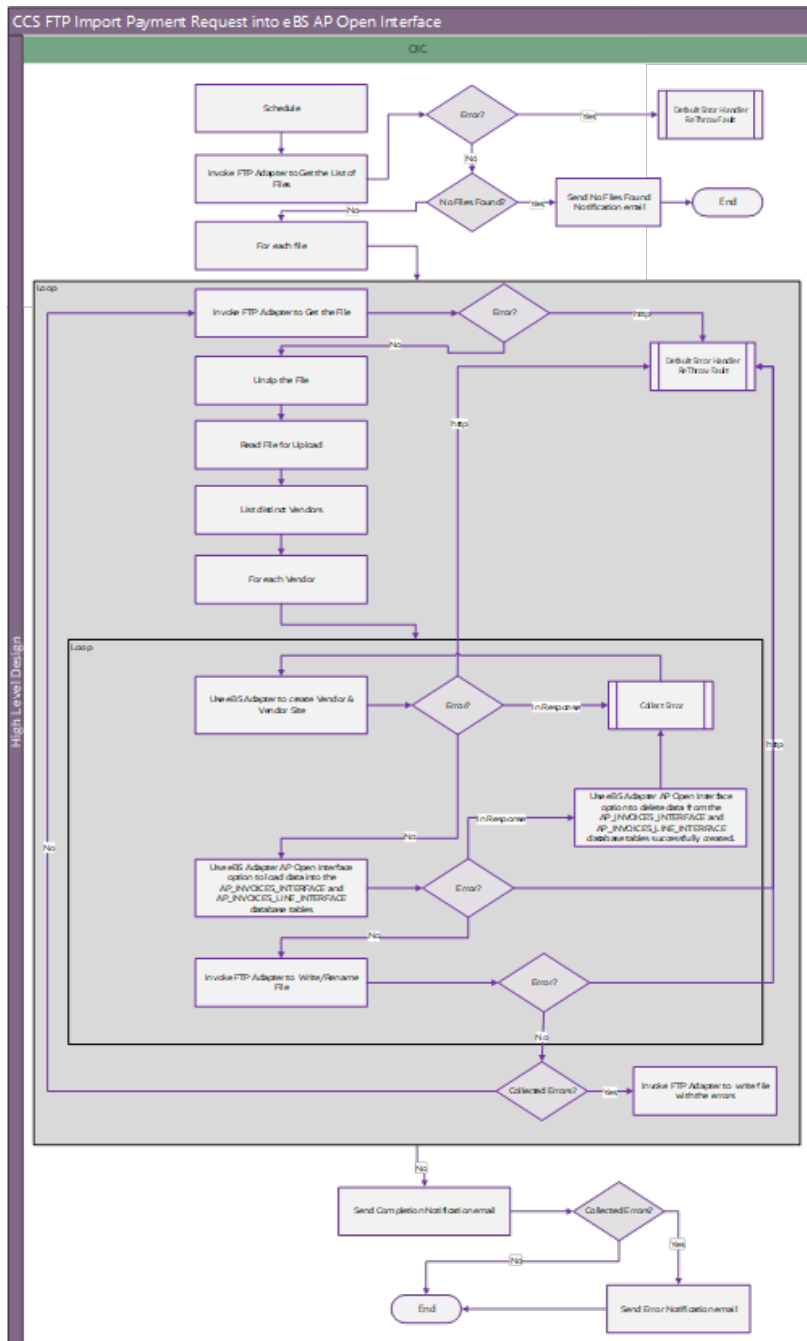 CCS FTP Import Payment Request into eBS AP Open Interface
OIC
High Level Design
Schedule
Error?
Yes
Default Error Handler
ReThrow Fault
Invoke FTP Adapter to Get the List of
Files
No
No Files Found?
Yes
Send No Files Found
Notification email
End
No
For each file
Loop
Invoke FTP Adapter to Get the File
Error?
http
No
Default Error Handler
ReThrow Fault
Unzip the File
http
Read File for Upload
List distinct Vendors
For each Vendor
Loop
Use eBS Adapter to create Vendor &
Vendor Site
Error?
In Response
Collect Error
http
No
In Response
Use eBS Adapter AP Open Interface
option to delete data from the
AP_INVOICES_INTERFACE and
AP_INVOICES_LINE_INTERFACE
database tables successfully created.
No
Use eBS Adapter AP Open Interface
option to load data into the
AP_INVOICES_INTERFACE and
AP_INVOICES_LINE_INTERFACE
database tables
Error?
No
Invoke FTP Adapter to Write/Rename
File
Error?
No
Collected Errors?
Yes
Invoke FTP Adapter to write file
with the errors
No
Send Completion Notification email
Collected Errors?
Yes
No
End
Send Error Notification email